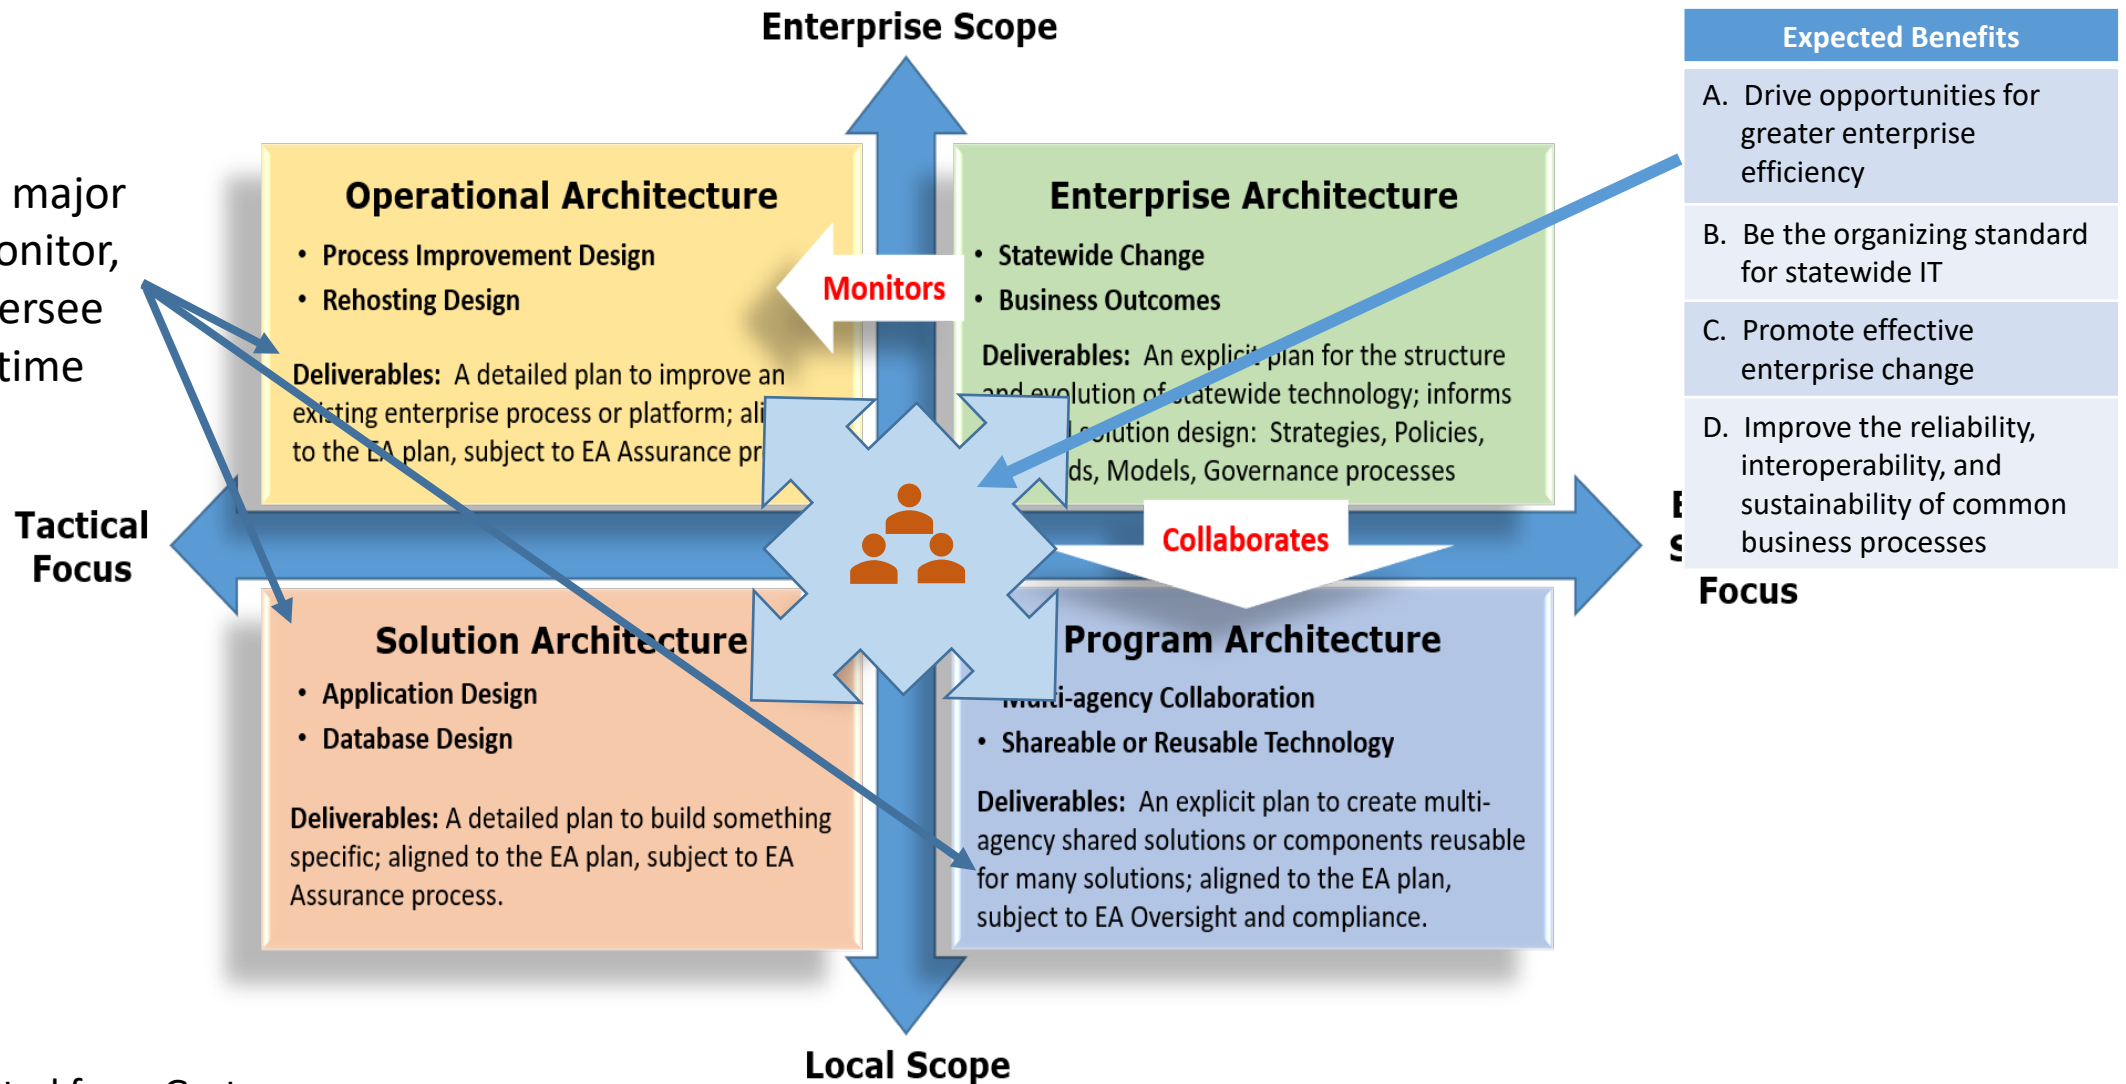 Enterprise Scope
Expected Benefits
A. Drive opportunities for
greater enterprise
efficiency
B. Be the organizing standard
for statewide IT
C. Promote effective
enterprise change
D. Improve the reliability,
interoperability, and
sustainability of common
business processes
major
ersee
time
Operational Architecture
• Process Improvement Design
• Rehosting Design
Deliverables: A detailed plan to improve an
existing enterprise process or platform;
to the EA plan, subject to EA Assurance
Monitors
Enterprise Architecture
• Statewide Change
• Business Outcomes
Deliverables: An explicit plan for the structure
and evolution of statewide technology; informs
solution design: Strategies, Policies,
ds, Models, Governance processes
Tactical
Focus
Collaborates
Focus
Solution Architecture
• Application Design
• Database Design
Deliverables: A detailed plan to build something
specific; aligned to the EA plan, subject to EA
Assurance process.
Program Architecture
Multi-agency Collaboration
• Shareable or Reusable Technology
Deliverables: An explicit plan to create multi-
agency shared solutions or components reusable
for many solutions; aligned to the EA plan,
subject to EA Oversight and compliance.
Local Scope